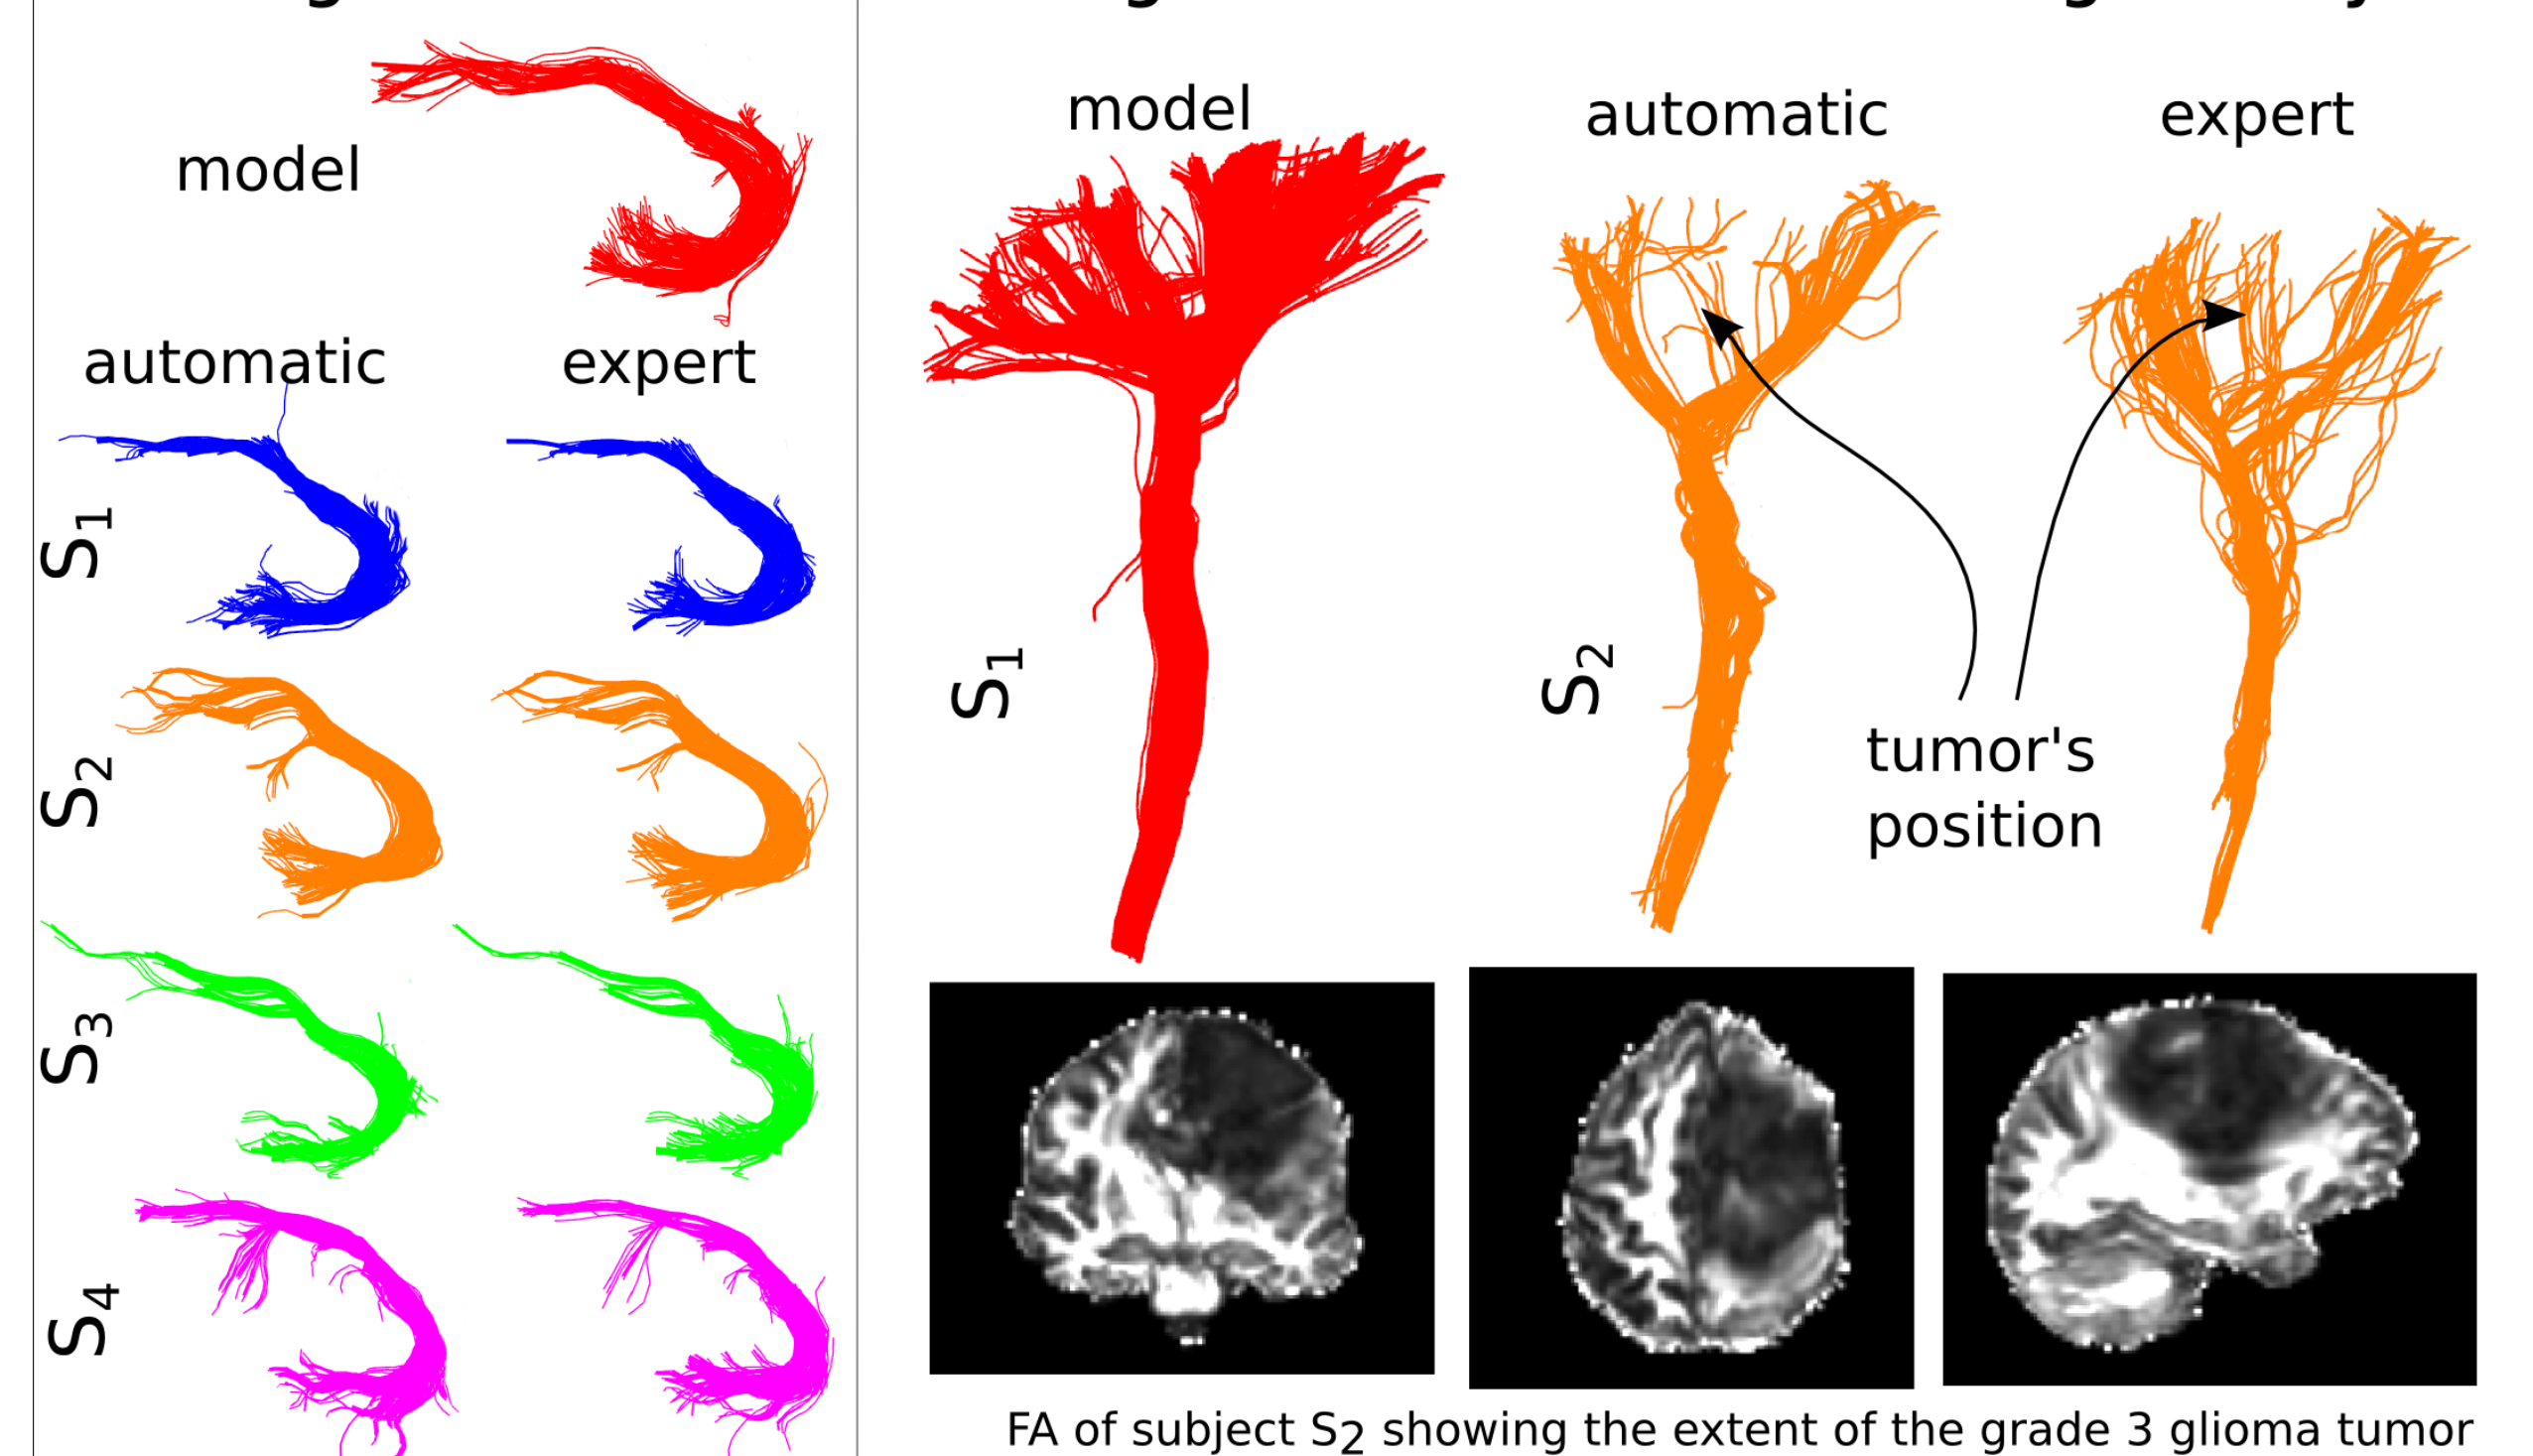 model
automatic
expert
S1
S2
S3
S4
model
automatic
expert
S1
S2
tumor's
position
FA of subject S2 showing the extent of the grade 3 glioma tumor